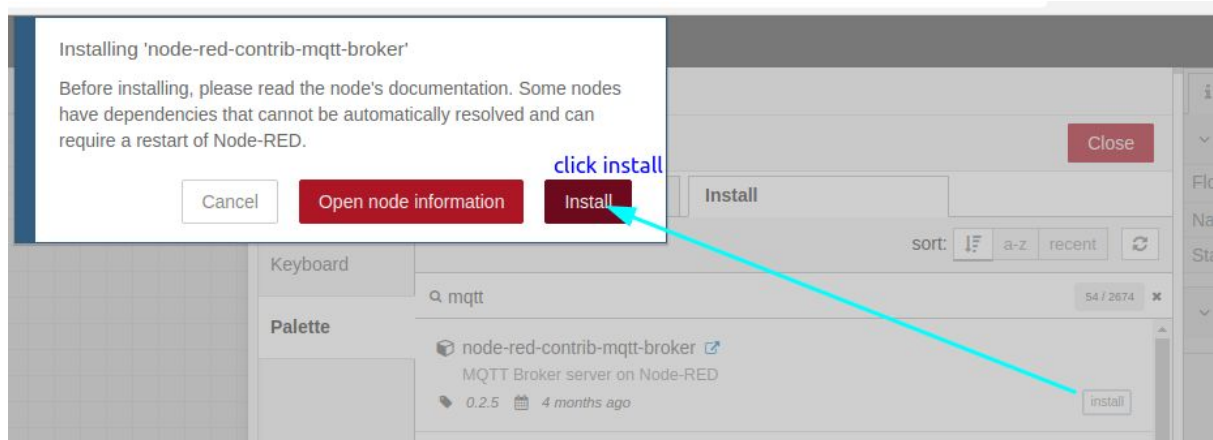 Installing 'node-red-contrib-mqtt-broker'
Before installing, please read the node's documentation. Some nodes
have dependencies that cannot be automatically resolved and can
require a restart of Node-RED.
click install
Cancel
Open node information
Install
Close
Install
sort:
a-z
recent
Keyboard
mqtt
54 / 2674
Palette
node-red-contrib-mqtt-broker
MQTT Broker server on Node-RED
0.2.5
4 months ago
install
i
Flo
Na
Sta